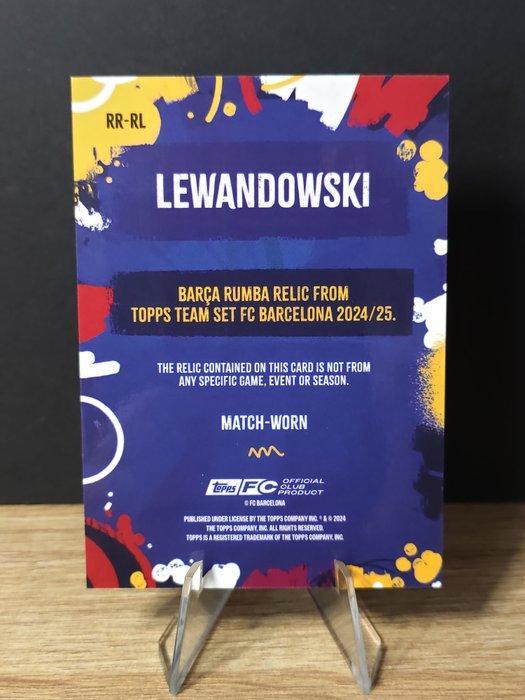 RR-RL
LEWANDOWSKI
BARÇA RUMBA RELIC FROM
TOPPS TEAM SET FC BARCELONA 2024/25.
THE RELIC CONTAINED ON THIS CARD IS NOT FROM
ANY SPECIFIC GAME, EVENT OR SEASON.
MATCH-WORN
topps FC OFFICIAL
CLUB
PRODUCT
© FC BARCELONA
PUBLISHED UNDER LICENSE BY THE TOPPS COMPANY INC. ® & © 2024
THE TOPPS COMPANY, INC. ALL RIGHTS RESERVED.
TOPPS IS A REGISTERED TRADEMARK OF THE TOPPS COMPANY, INC.